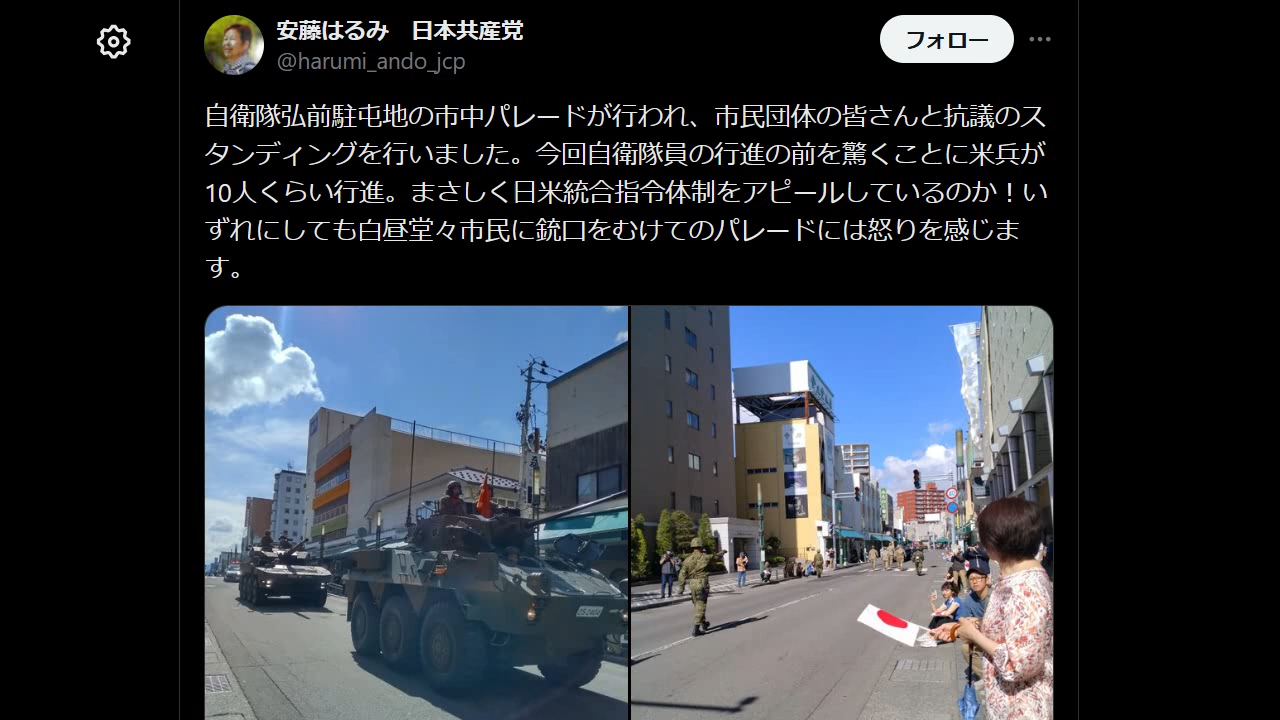 安藤はるみ　日本共産党
@harumi_ando_jcp
フォロー
自衛隊弘前駐屯地の市中パレードが行われ、市民団体の皆さんと抗議のス
タンディングを行いました。今回自衛隊員の行進の前を驚くことに米兵が
10人くらい行進。まさしく日米統合指令体制をアピールしているのか！い
ずれにしても白昼堂々市民に銃口をむけてのパレードには怒りを感じま
す。